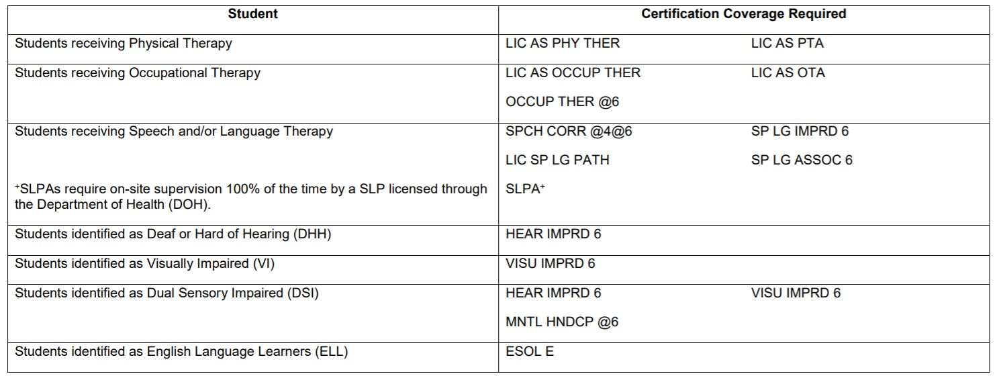 Student Certification Coverage Required
Students receiving Physical Therapy LIC AS PHY THER LIC AS PTA
Students receiving Occupational Therapy LIC AS OCCUP THER LIC AS OTA
OCCUP THER @6
Students receiving Speech and/or Language Therapy SPCH CORR @4@6 SP LG IMPRD 6
LIC SP LG PATH SP LG ASSOC 6
+SLPAs require on-site supervision 100% of the time by a SLP licensed through SLPA+
the Department of Health (DOH).
Students identified as Deaf or Hard of Hearing (DHH) HEAR IMPRD 6
Students identified as Visually Impaired (VI) VISU IMPRD 6
Students identified as Dual Sensory Impaired (DSI) HEAR IMPRD 6 VISU IMPRD 6
MNTL HNDCP @6
Students identified as English Language Learners (ELL) ESOL E